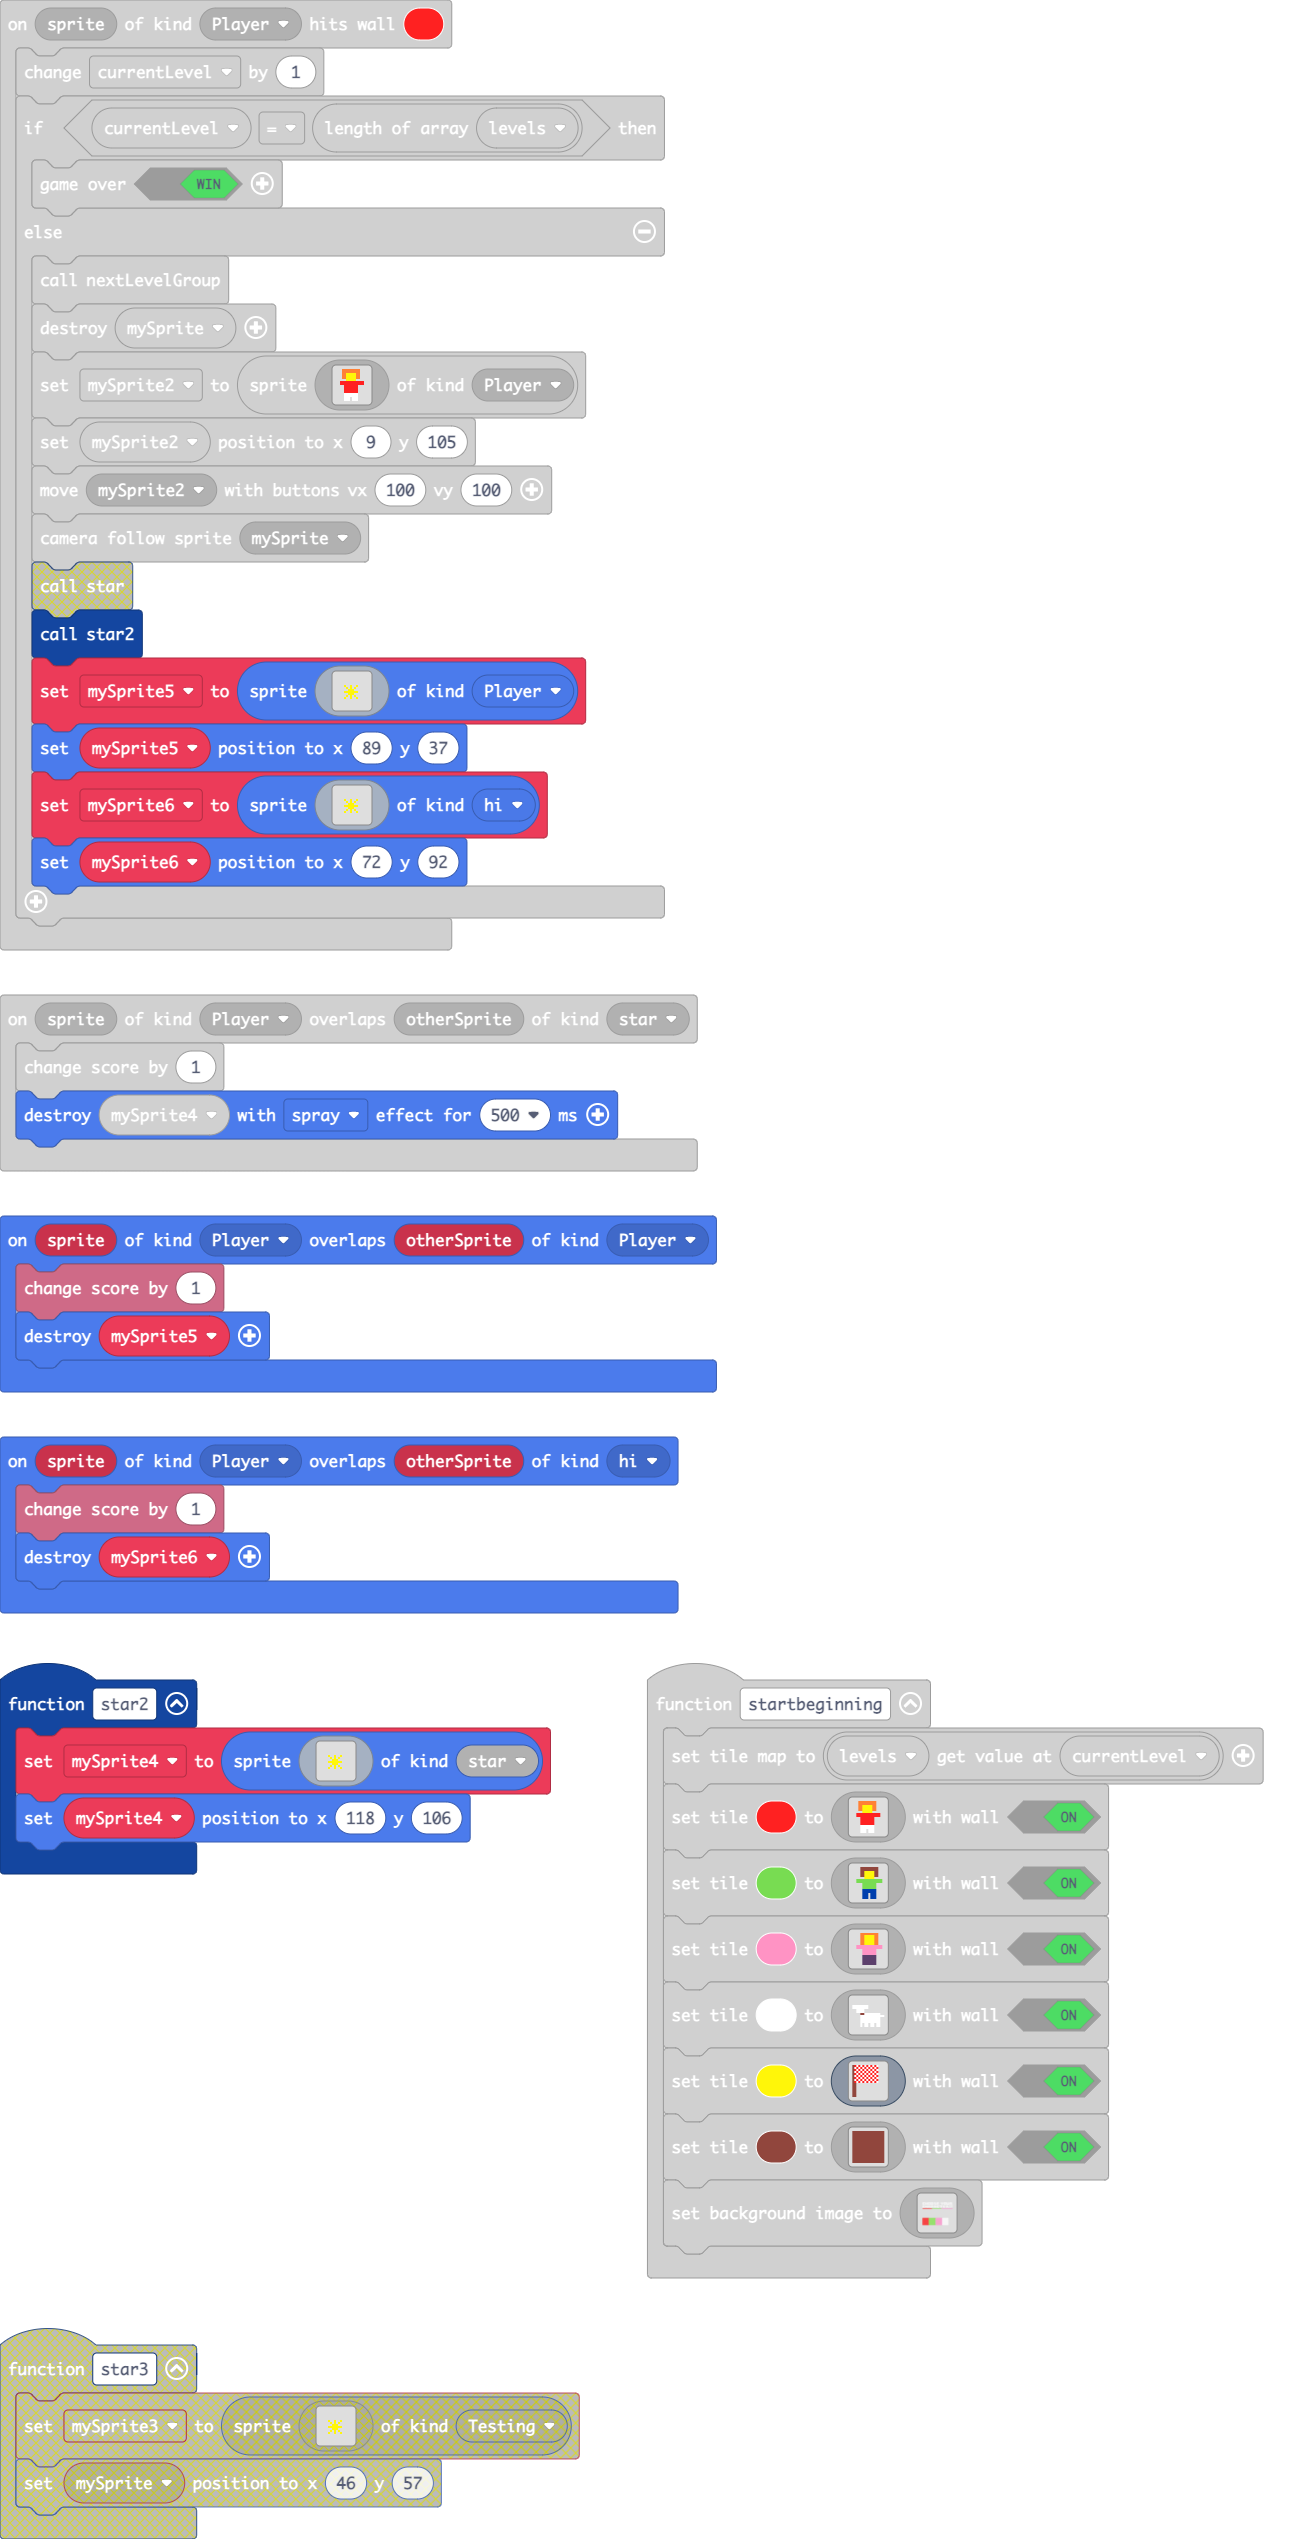 on sprite of kind Player hits wall
change currentLevel by 1
if currentLevel = length of array levels then
game over WIN
else
call nextLevelGroup
destroy mySprite
set mySprite2 to sprite of kind Player
set mySprite2 position to x 9 y 105
move mySprite2 with buttons vx 100 vy 100
camera follow sprite mySprite
call star
call star2
set mySprite5 to sprite of kind Player
set mySprite5 position to x 89 y 37
set mySprite6 to sprite of kind hi
set mySprite6 position to x 72 y 92
on sprite of kind Player overlaps otherSprite of kind star
change score by 1
destroy mySprite4 with spray effect for 500 ms
on sprite of kind Player overlaps otherSprite of kind Player
change score by 1
destroy mySprite5
on sprite of kind Player overlaps otherSprite of kind hi
change score by 1
destroy mySprite6
function star2
set mySprite4 to sprite of kind star
set mySprite4 position to x 118 y 106
function startbeginning
set tile map to levels get value at currentLevel
set tile to with wall ON
set tile to with wall ON
set tile to with wall ON
set tile to with wall ON
set tile to with wall ON
set tile to with wall ON
set background image to
function star3
set mySprite3 to sprite of kind Testing
set mySprite position to x 46 y 57